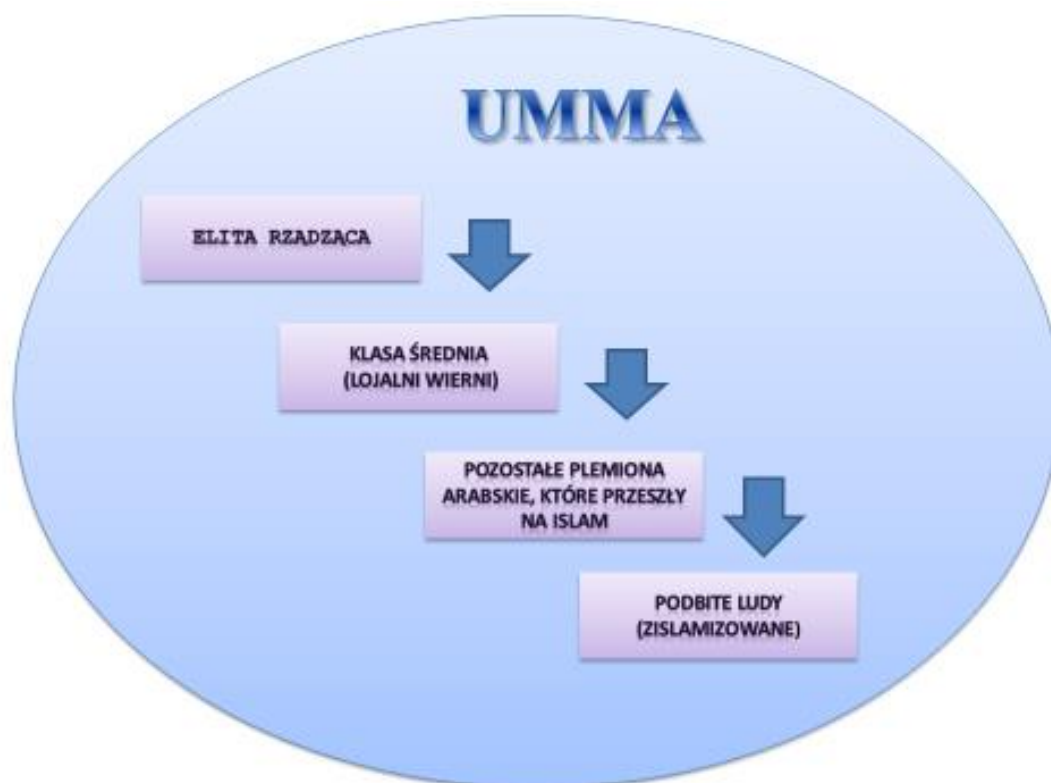 UMMA
ELITA RZĄDZĄCA
KLASA ŚREDNIA
(LOJALNI WIERNI)
POZOSTAŁE PLEMIONA
ARABSKIE, KTÓRE PRZESZŁY
NA ISLAM
PODBITE LUDY
(ZISLAMIZOWANE)